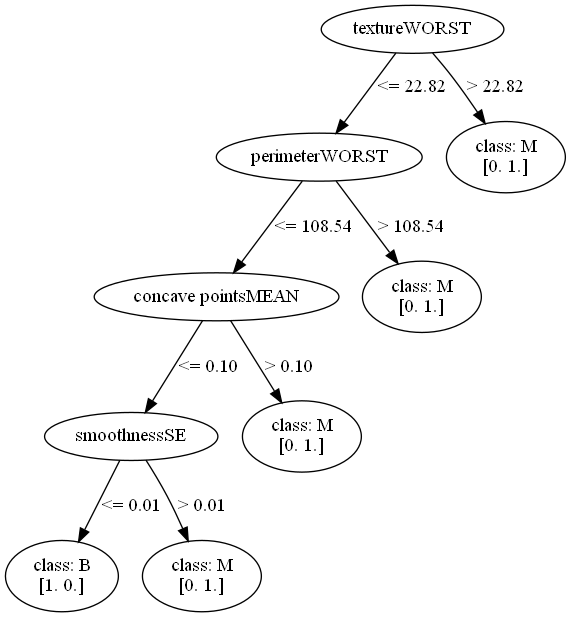 textureWORST
<= 22.82
> 22.82
perimeterWORST
class: M
[0. 1.]
<= 108.54
> 108.54
concave pointsMEAN
class: M
[0. 1.]
<= 0.10
> 0.10
smoothnessSE
class: M
[0. 1.]
<= 0.01
> 0.01
class: B
[1. 0.]
class: M
[0. 1.]